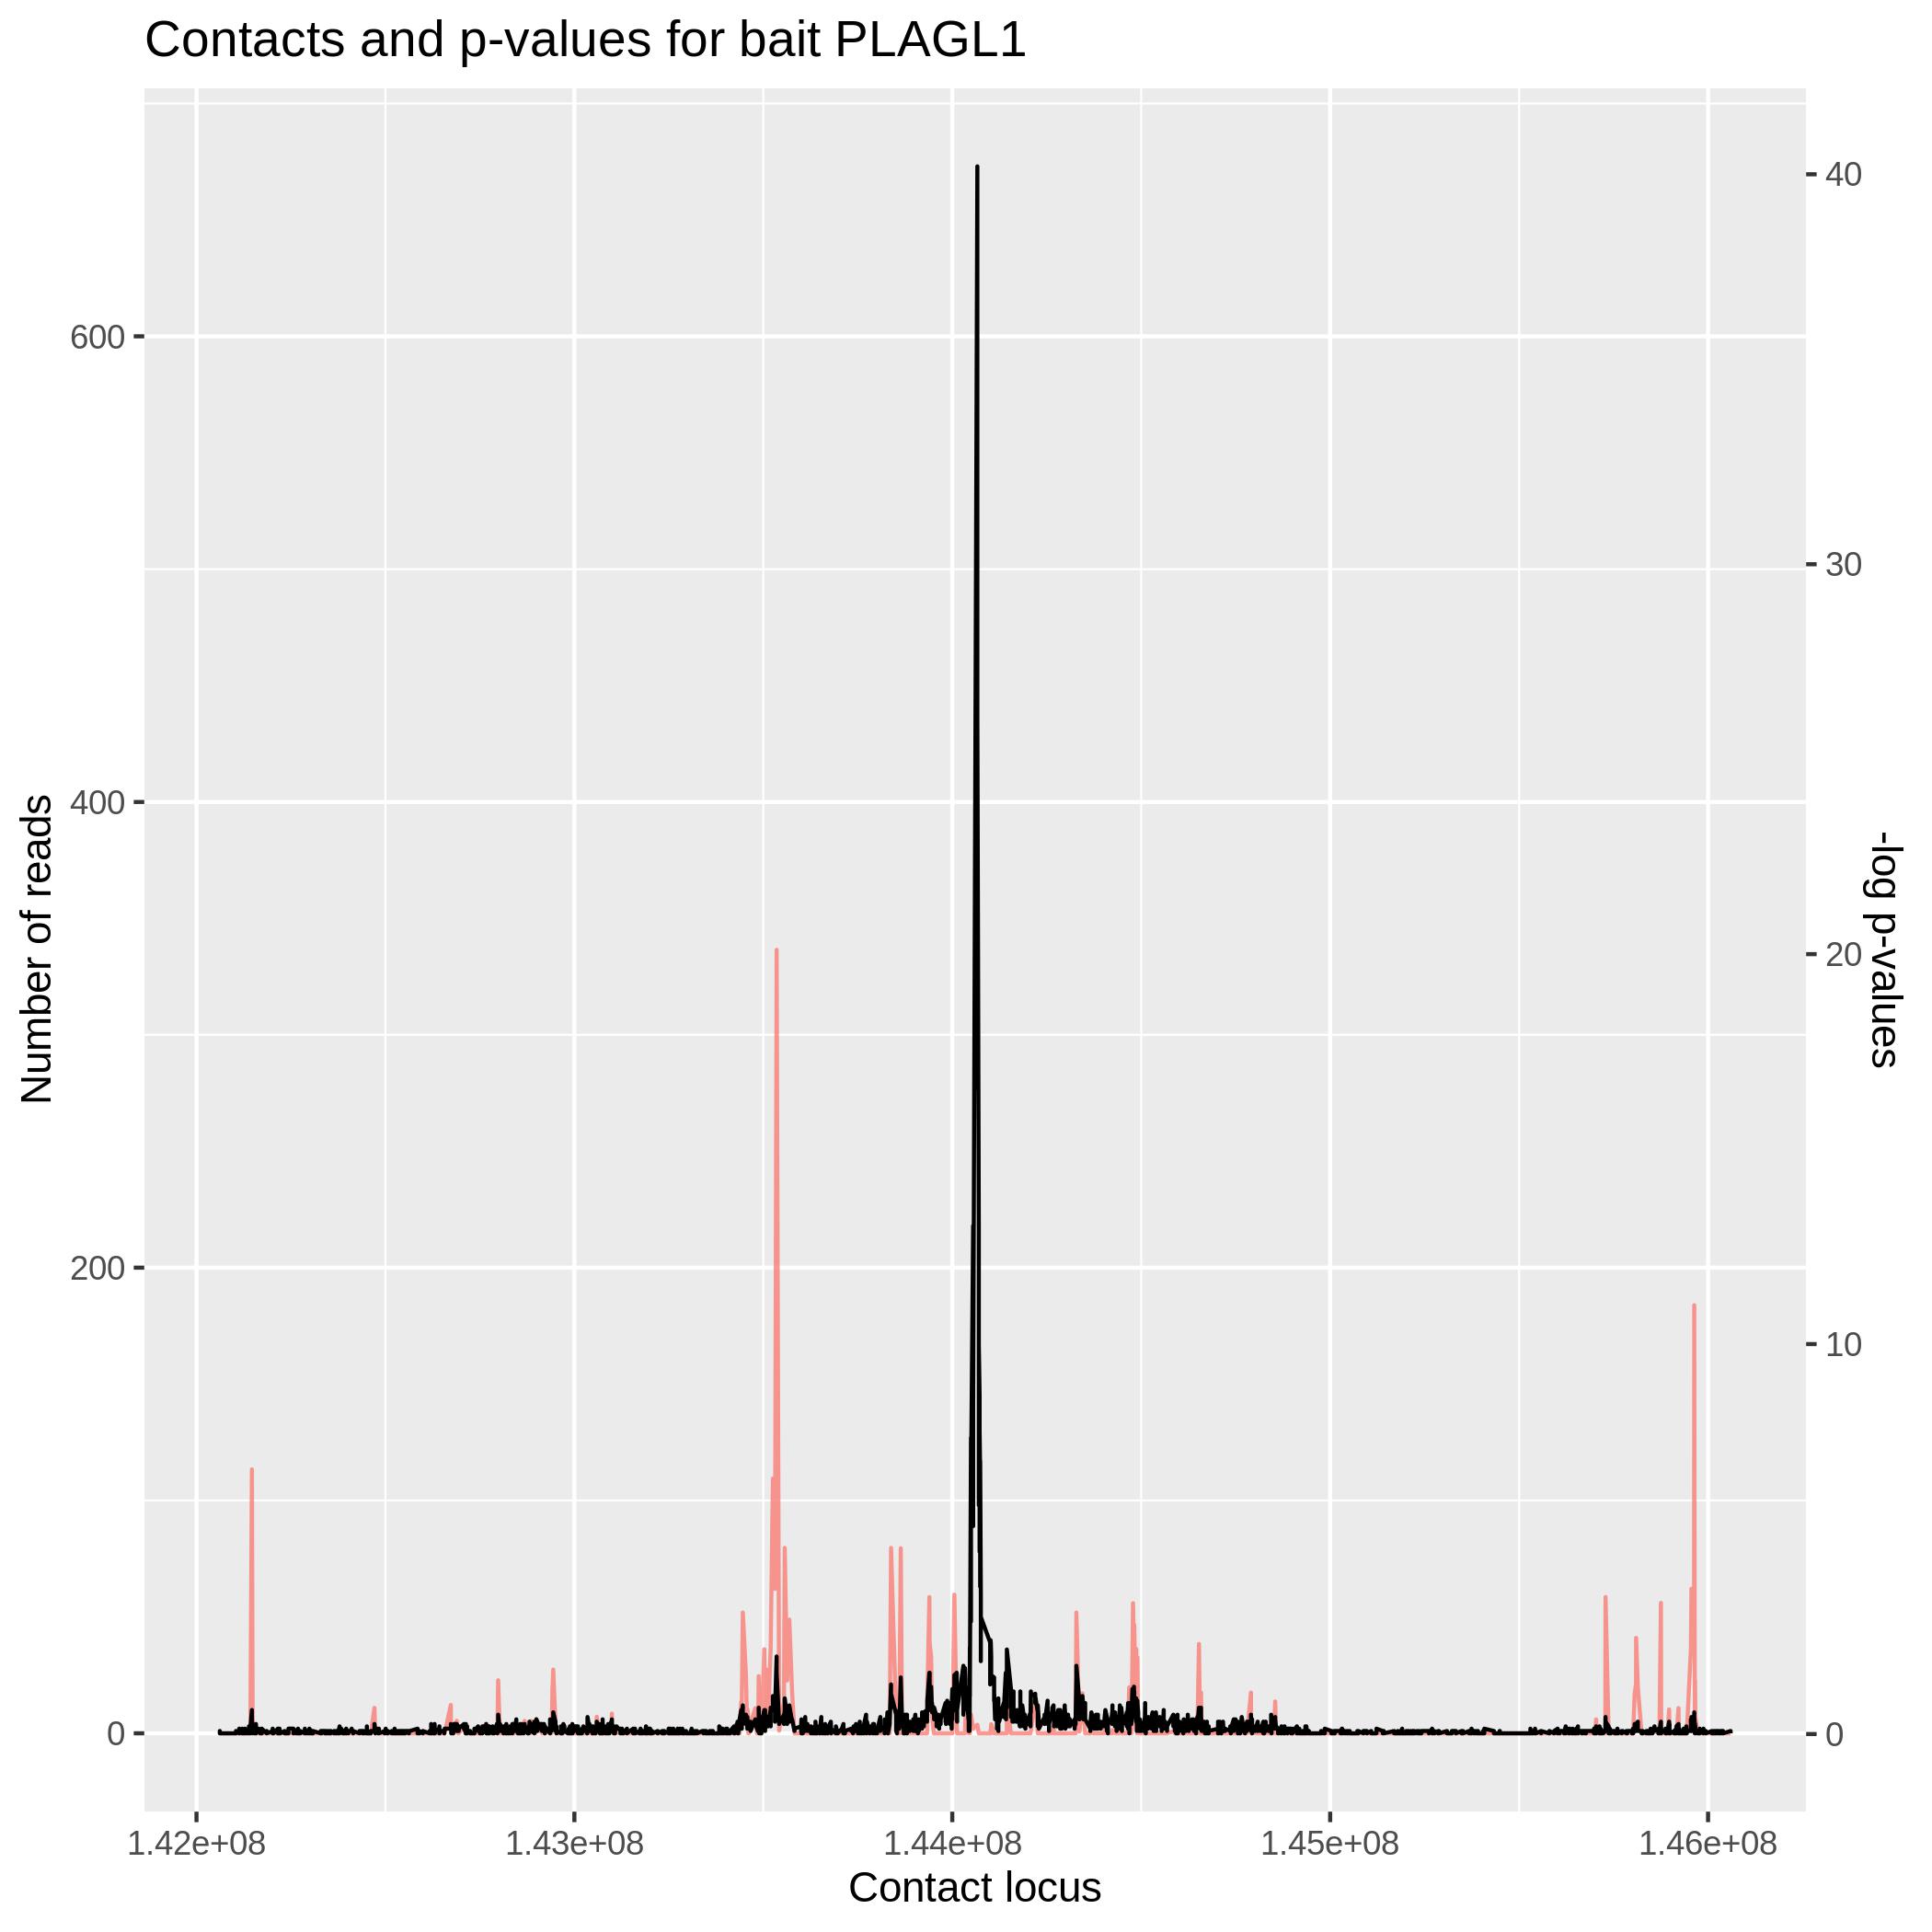 Contacts and p-values for bait PLAGL1
Number of reads
600
400
200
0
40
30
20
10
0
-log p-values
1.42e+08
1.43e+08
1.44e+08
1.45e+08
1.46e+08
Contact locus